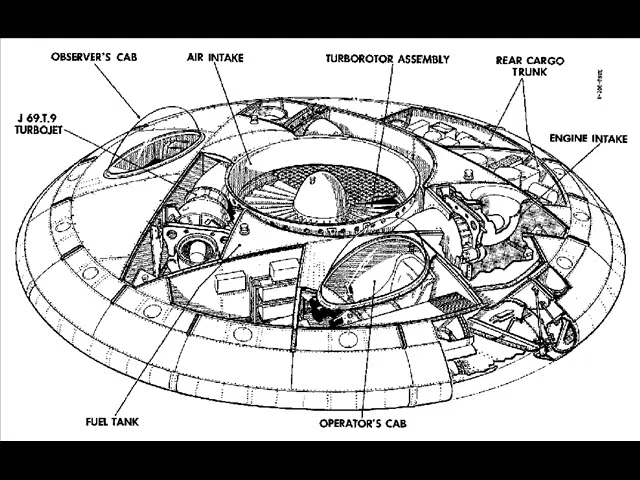 OBSERVER'S CAB
AIR INTAKE
TURBOROTOR ASSEMBLY
REAR CARGO
TRUNK
J 69.T.9
TURBOJET
ENGINE INTAKE
FUEL TANK
OPERATOR'S CAB